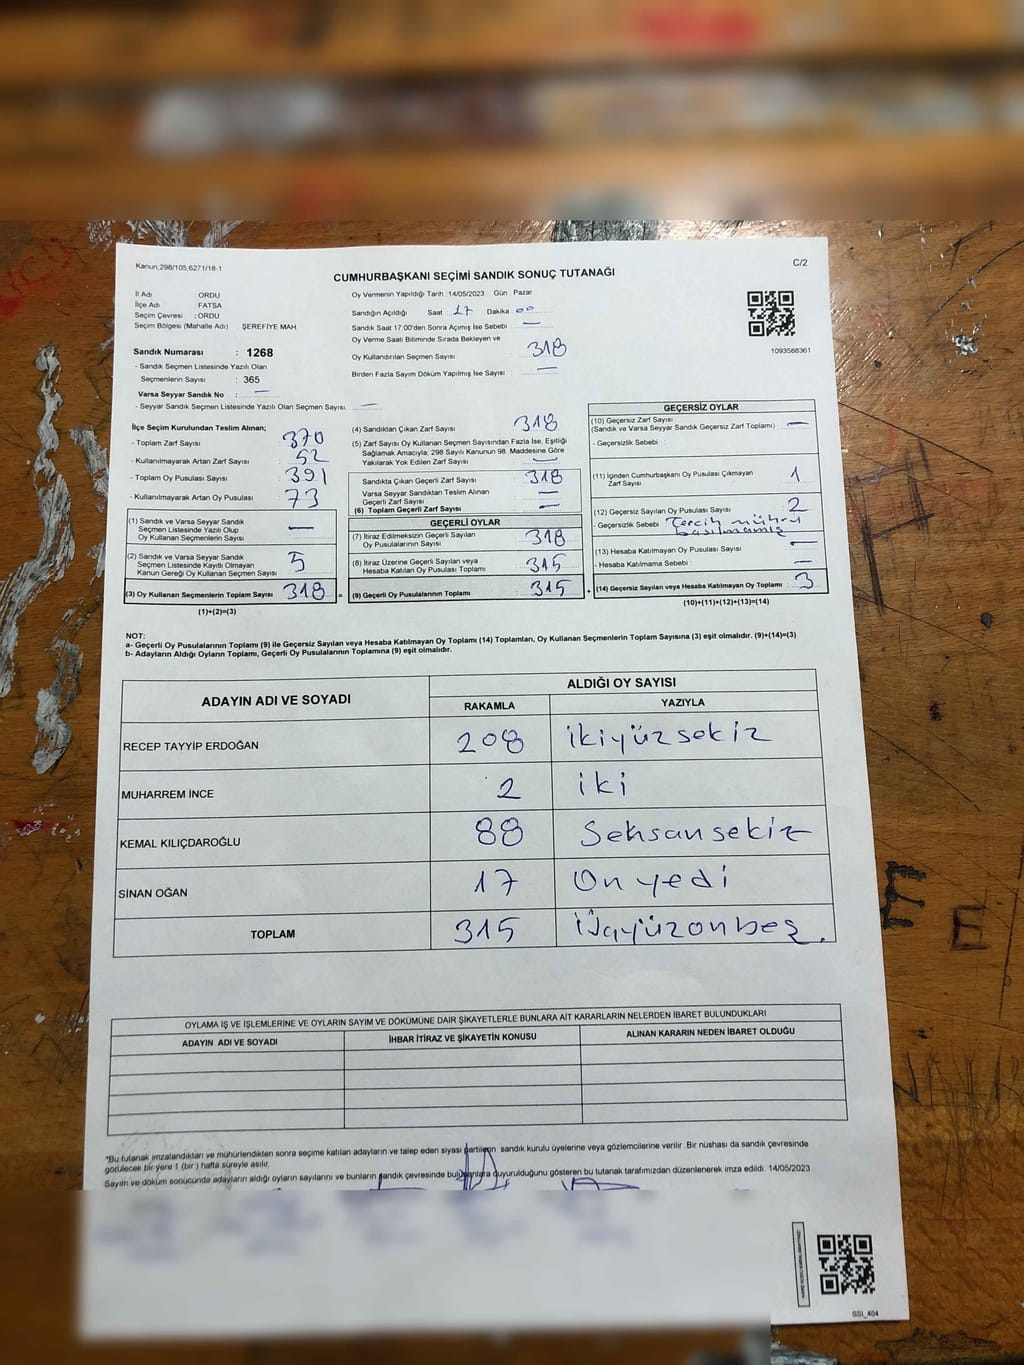 Kanun,298/105,6271/18-1
C/2
CUMHURBAŞKANI SEÇİMİ SANDIK SONUÇ TUTANAĞI
İl Adı : ORDU
İlçe Adı : FATSA
Seçim Çevresi : ORDU
Seçim Bölgesi (Mahalle Adı) ŞEREFİYE MAH
Sandık Numarası : 1268
- Sandık Seçmen Listesinde Yazılı Olan
Seçmenlerin Sayısı : 365
Varsa Seyyar Sandık No : —
- Seyyar Sandık Seçmen Listesinde Yazılı Olan Seçmen Sayısı: —
Oy Vermenin Yapıldığı Tarih :14/05/2023 Gün : Pazar
Sandığın Açıldığı Saat : 17 Dakika : 00
Sandık Saat 17:00'den Sonra Açımış İse Sebebi : —
Oy Verme Saati Bitiminde Sırada Bekleyen ve
Oy Kullandırılan Seçmen Sayısı : 318
Birden Fazla Sayım Döküm Yapılmış İse Sayısı : —
1093588361
İlçe Seçim Kurulundan Teslim Alınan;
- Toplam Zarf Sayısı : 370
- Kullanılmayarak Artan Zarf Sayısı : 52
- Toplam Oy Pusulası Sayısı : 391
- Kullanılmayarak Artan Oy Pusulası : 73
(1) Sandık ve Varsa Seyyar Sandık
Seçmen Listesinde Yazılı Olup
Oy Kullanan Seçmenlerin Sayısı : —
(2) Sandık ve Varsa Seyyar Sandık
Seçmen Listesinde Kayıtlı Olmayan
Kanun Gereği Oy Kullanan Seçmen Sayısı : 5
(3) Oy Kullanan Seçmenlerin Toplam Sayısı : 318 =
(1)+(2)=(3)
(4) Sandıktan Çıkan Zarf Sayısı : 318
(5) Zarf Sayısı Oy Kullanan Seçmen Sayısından Fazla İse, Eşitliği
Sağlamak Amacıyla, 298 Sayılı Kanunun 98. Maddesine Göre
Yakılarak Yok Edilen Zarf Sayısı : —
Sandıkta Çıkan Geçerli Zarf Sayısı : 318
Varsa Seyyar Sandıktan Teslim Alınan
Geçerli Zarf Sayısı : —
(6) Toplam Geçerli Zarf Sayısı : —
GEÇERLİ OYLAR
(7) İtiraz Edilmeksizin Geçerli Sayılan
Oy Pusulalarının Sayısı : 318
(8) İtiraz Üzerine Geçerli Sayılan veya
Hesaba Katılan Oy Pusulası Toplamı : 315
(9) Geçerli Oy Pusulalarının Toplamı : 315 +
GEÇERSİZ OYLAR
(10) Geçersiz Zarf Sayısı : —
(Sandık ve Varsa Seyyar Sandık Geçersiz Zarf Toplamı)
- Geçersizlik Sebebi :
(11) İçinden Cumhurbaşkanı Oy Pusulası Çıkmayan
Zarf Sayısı : 1
(12) Geçersiz Sayılan Oy Pusulası Sayısı : 2
- Geçersizlik Sebebi : Tercih mührü
basılmamış
(13) Hesaba Katılmayan Oy Pusulası Sayısı : —
- Hesaba Katılmama Sebebi : —
(14) Geçersiz Sayılan veya Hesaba Katılmayan Oy Toplamı : 3
(10)+(11)+(12)+(13)=(14)
NOT:
a- Geçerli Oy Pusulalarının Toplamı (9) ile Geçersiz Sayılan veya Hesaba Katılmayan Oy Toplamı (14) Toplamları, Oy Kullanan Seçmenlerin Toplam Sayısına (3) eşit olmalıdır. (9)+(14)=(3)
b- Adayların Aldığı Oyların Toplamı, Geçerli Oy Pusulalarının Toplamına (9) eşit olmalıdır.
ADAYIN ADI VE SOYADI ALDIĞI OY SAYISI
RAKAMLA YAZIYLA
RECEP TAYYİP ERDOĞAN 208 ikiyüzsekiz
MUHARREM İNCE 2 iki
KEMAL KILIÇDAROĞLU 88 Seksansekiz
SİNAN OĞAN 17 Onyedi
TOPLAM 315 Üçyüzonbeş.
OYLAMA İŞ VE İŞLEMLERİNE VE OYLARIN SAYIM VE DÖKÜMÜNE DAİR ŞİKAYETLERLE BUNLARA AİT KARARLARIN NELERDEN İBARET BULUNDUKLARI
ADAYIN ADI VE SOYADI İHBAR İTİRAZ VE ŞİKAYETİN KONUSU ALINAN KARARIN NEDEN İBARET OLDUĞU
*Bu tutanak imzalandıktan ve mühürlendikten sonra seçime katılan adayların ve talep eden siyasi partilerin sandık kurulu üyelerine veya gözlemcilerine verilir. Bir nüshası da sandık çevresinde
görülecek bir yere 1 (bir) hafta süreyle asılır.
Sayım ve döküm sonucunda adayların aldığı oyların sayılarını ve bunların sandık çevresinde bulunanlara duyurulduğunu gösteren bu tutanak tarafımızdan düzenlenerek imza edildi. 14/05/2023
SSI_404